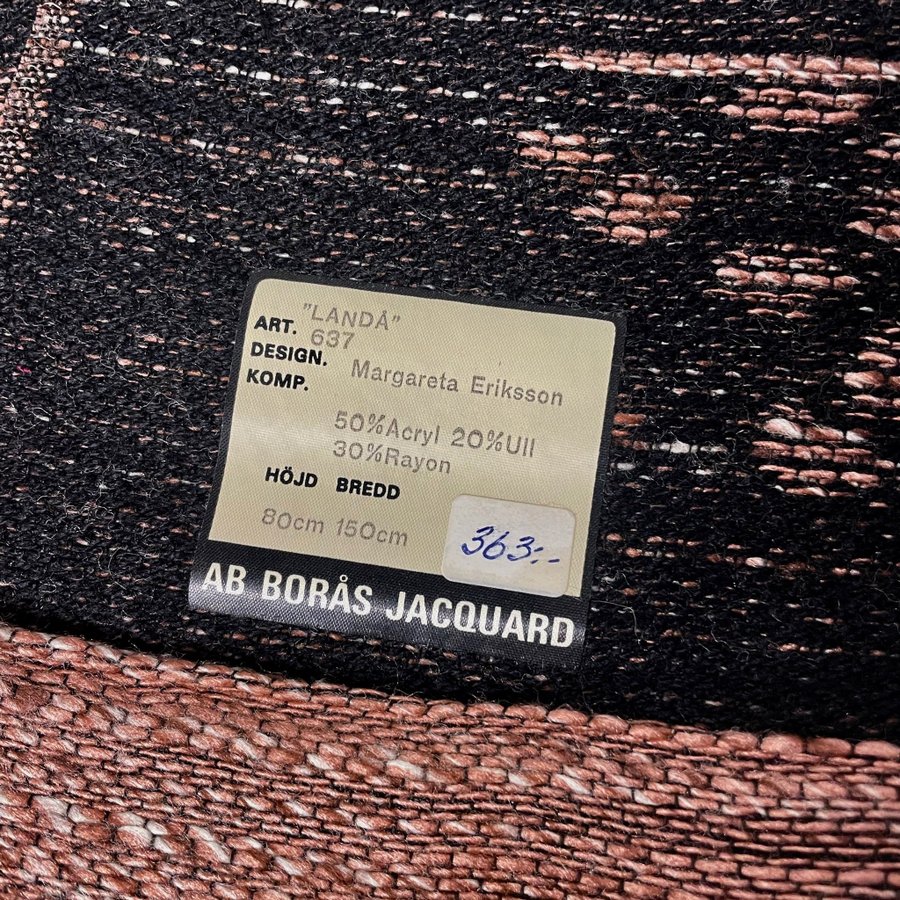 "LANDÅ"
ART. 637
DESIGN. Margareta Eriksson
KOMP.
50%Acryl 20%Ull
30%Rayon
HÖJD BREDD
80cm 150cm
363:-
AB BORÅS JACQUARD